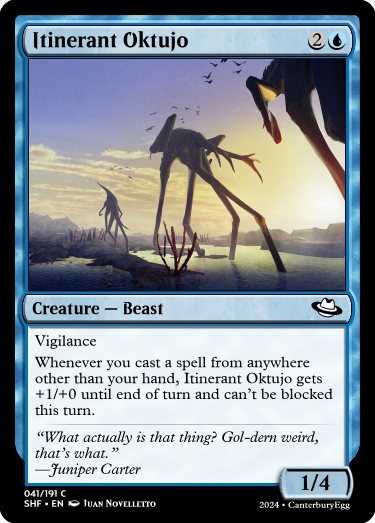 Itinerant Oktujo 2
Creature — Beast
Vigilance
Whenever you cast a spell from anywhere
other than your hand, Itinerant Oktujo gets
+1/+0 until end of turn and can't be blocked
this turn.
“What actually is that thing? Gol-dern weird,
that's what.”
—Juniper Carter
1/4
041/191 C
SHF • EN Juan Novelletto
2024 • CanterburyEgg